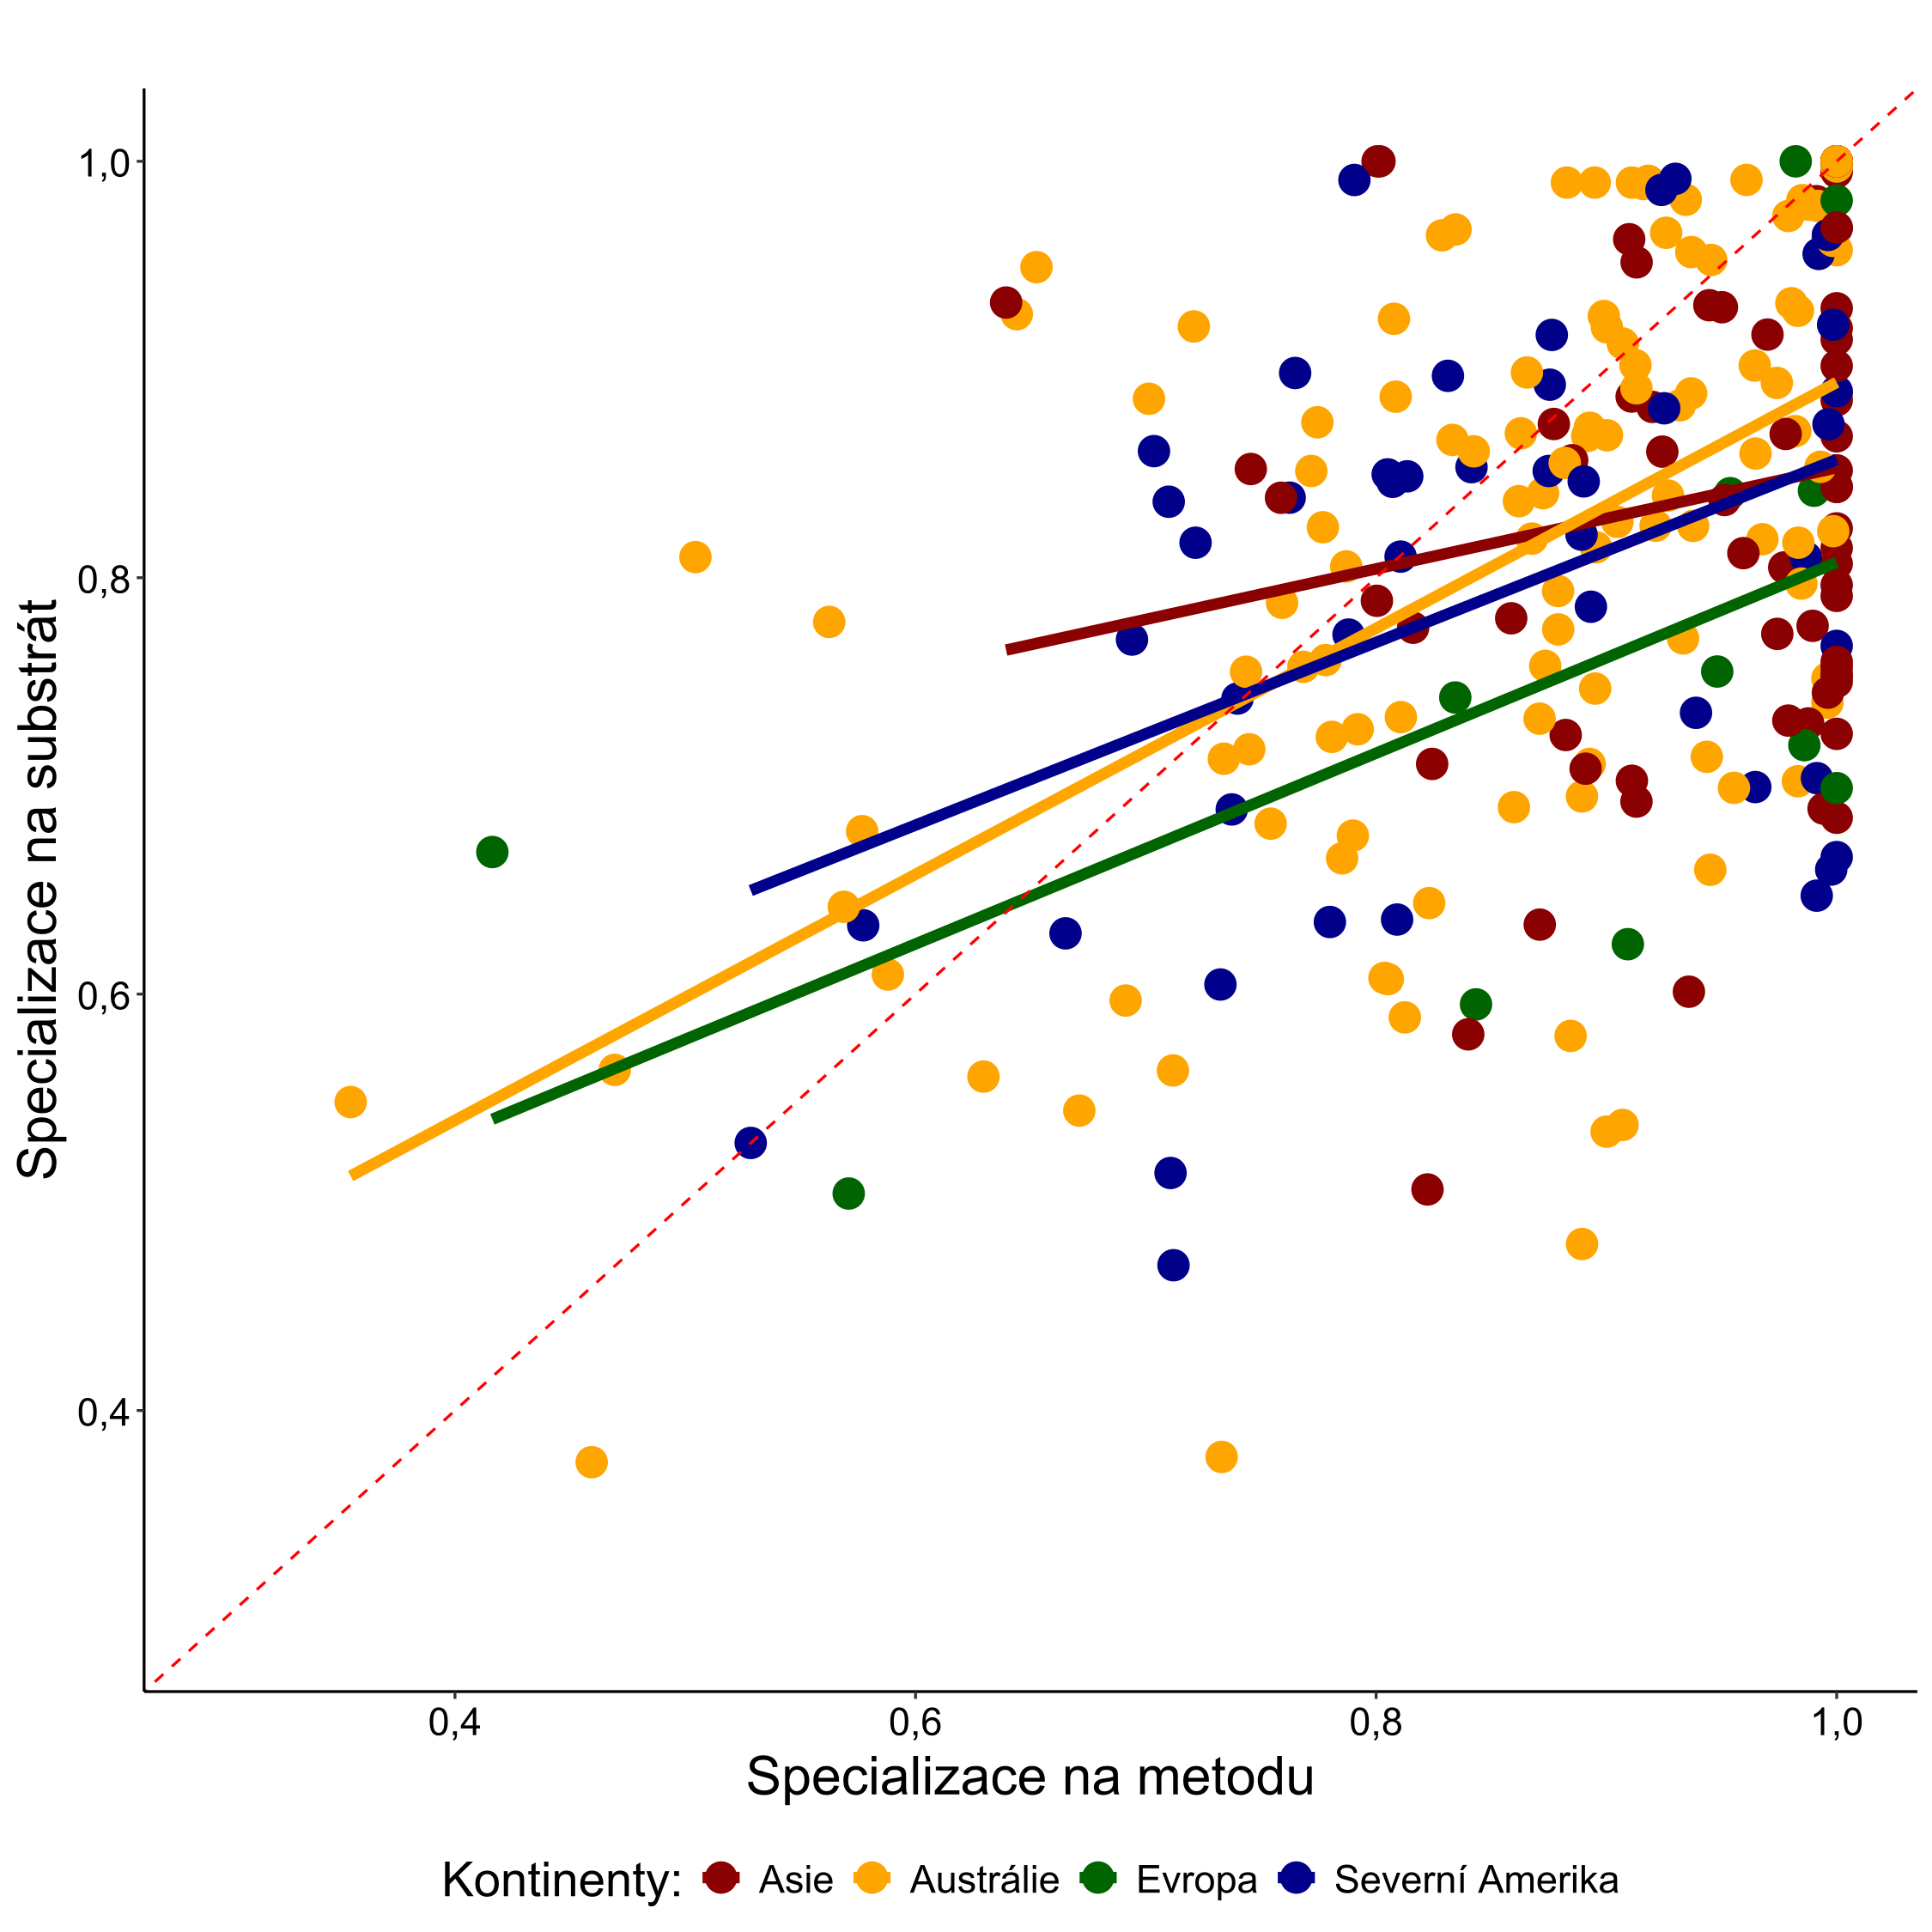 Specializace na substrát
1,0
0,8
0,6
0,4
0,4 0,6 0,8 1,0
Specializace na metodu
Kontinenty: Asie Austrálie Evropa Severní Amerika